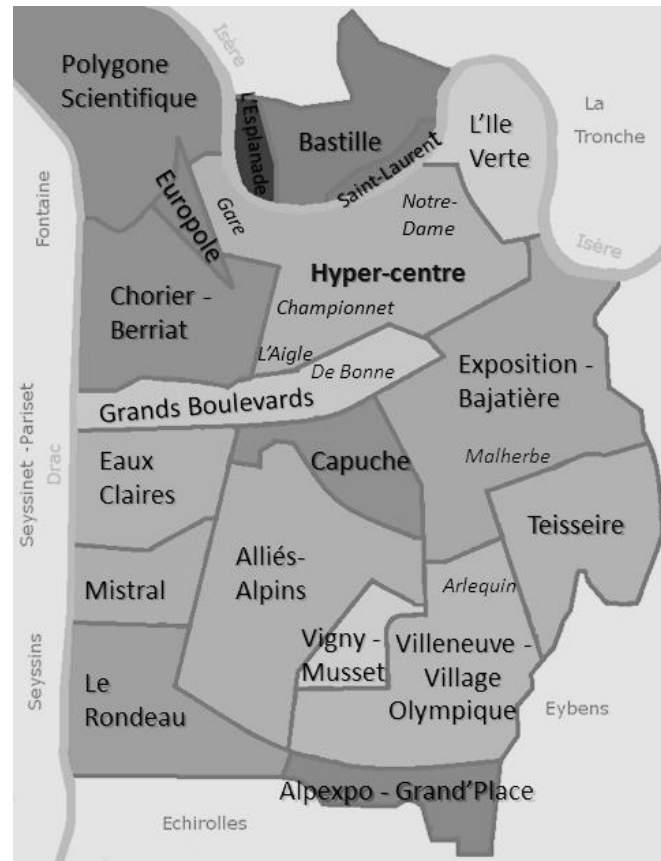 Polygone
Scientifique
Isère
L'Esplanade
Bastille
Saint-Laurent
L'Ile
Verte
La
Tronche
Fontaine
Europole
Gare
Notre-
Dame
Isère
Hyper-centre
Chorier -
Berriat
Championnet
L'Aigle
De Bonne
Exposition -
Bajatière
Grands Boulevards
Seyssinet - Pariset
Drac
Eaux
Claires
Capuche
Malherbe
Teisseire
Alliés-
Alpins
Mistral
Arlequin
Vigny -
Musset
Villeneuve -
Village
Olympique
Seyssins
Le
Rondeau
Eybens
Alpexpo - Grand'Place
Echirolles